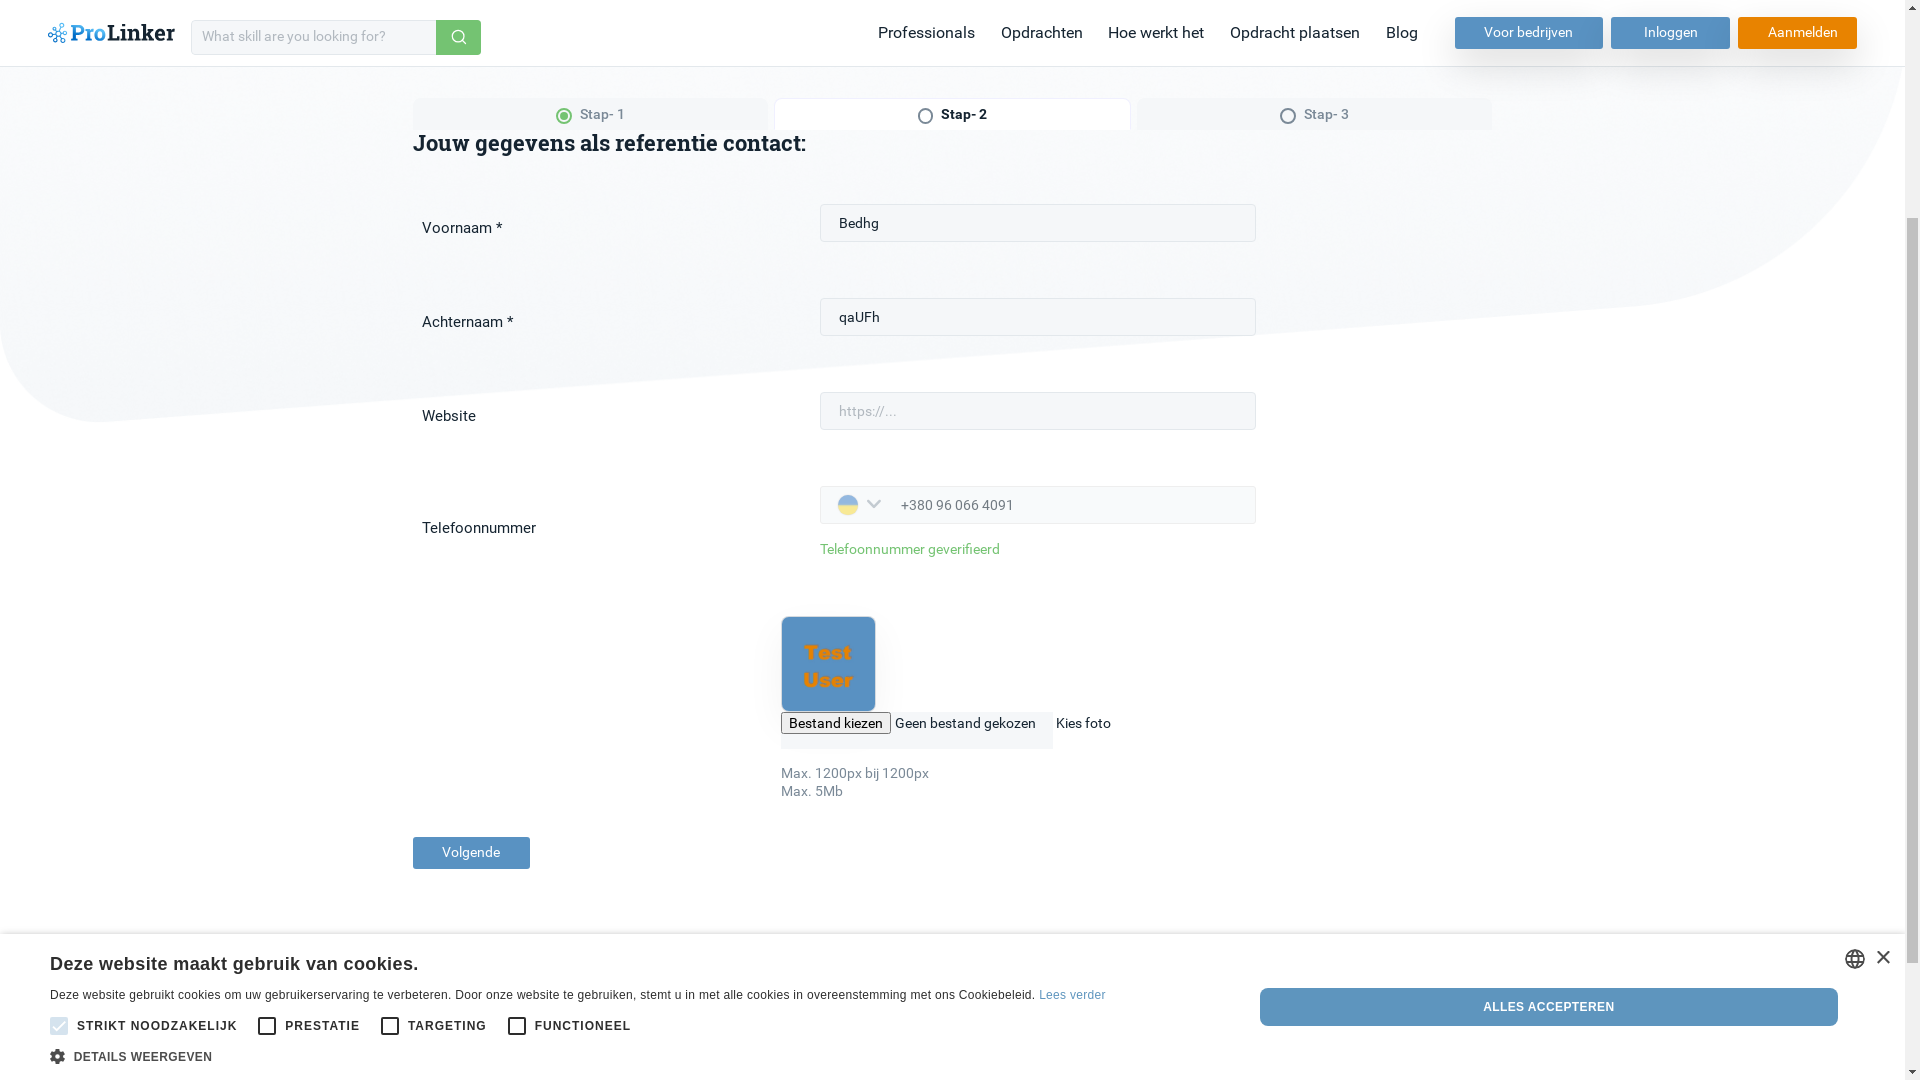 ProLinker
What skill are you looking for?
Professionals
Opdrachten
Hoe werkt het
Opdracht plaatsen
Blog
Voor bedrijven
Inloggen
Aanmelden
Stap- 1
Stap- 2
Stap- 3
Jouw gegevens als referentie contact:
Voornaam *
Bedhg
Achternaam *
qaUFh
Website
https://...
Telefoonnummer
+380 96 066 4091
Telefoonnummer geverifieerd
Test
User
Bestand kiezen Geen bestand gekozen Kies foto
Max. 1200px bij 1200px
Max. 5Mb
Volgende
Deze website maakt gebruik van cookies.
Deze website gebruikt cookies om uw gebruikerservaring te verbeteren. Door onze website te gebruiken, stemt u in met alle cookies in overeenstemming met ons Cookiebeleid. Lees verder
STRIKT NOODZAKELIJK
PRESTATIE
TARGETING
FUNCTIONEEL
DETAILS WEERGEVEN
ALLES ACCEPTEREN